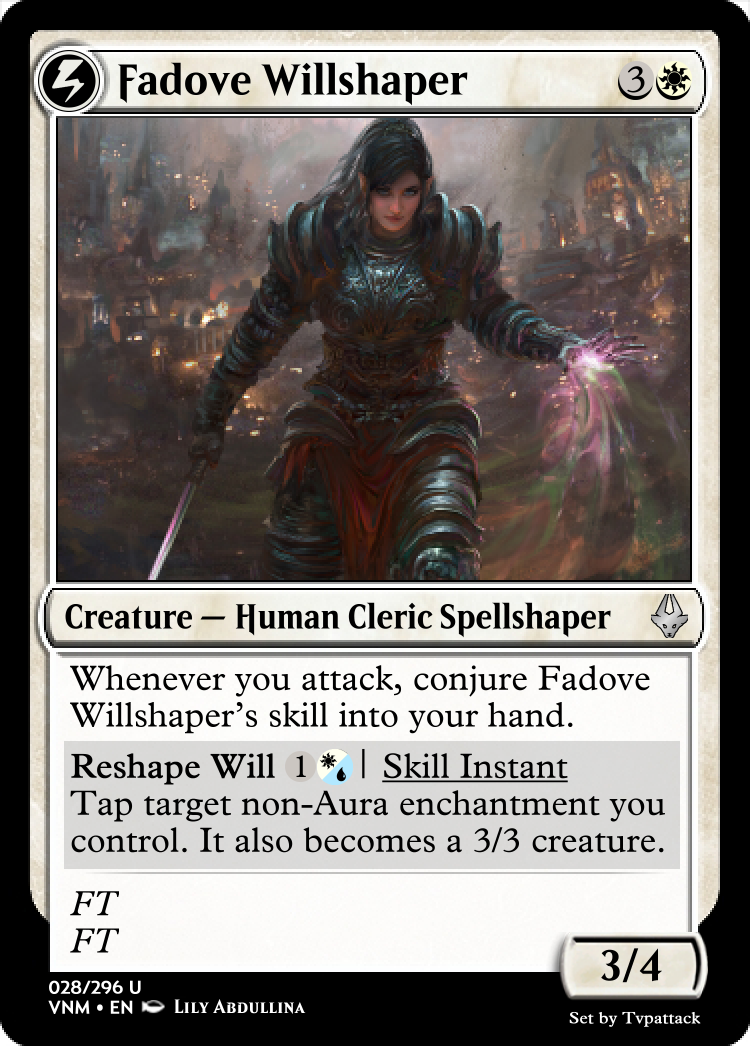 Fadove Willshaper 3
Creature — Human Cleric Spellshaper
Whenever you attack, conjure Fadove
Willshaper's skill into your hand.
Reshape Will 1 | Skill Instant
Tap target non-Aura enchantment you
control. It also becomes a 3/3 creature.
FT
FT
3/4
028/296 U
VNM • EN Lily Abdullina
Set by Tvpattack